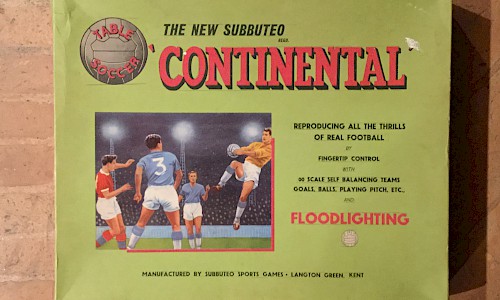 TABLE
SOCCER
THE NEW SUBBUTEO
REGD.
'CONTINENTAL'
3
REPRODUCING ALL THE THRILLS
OF REAL FOOTBALL
BY
FINGERTIP CONTROL
WITH
00 SCALE SELF BALANCING TEAMS
GOALS, BALLS, PLAYING PITCH, ETC.,
AND
FLOODLIGHTING
MANUFACTURED BY SUBBUTEO SPORTS GAMES • LANGTON GREEN, KENT